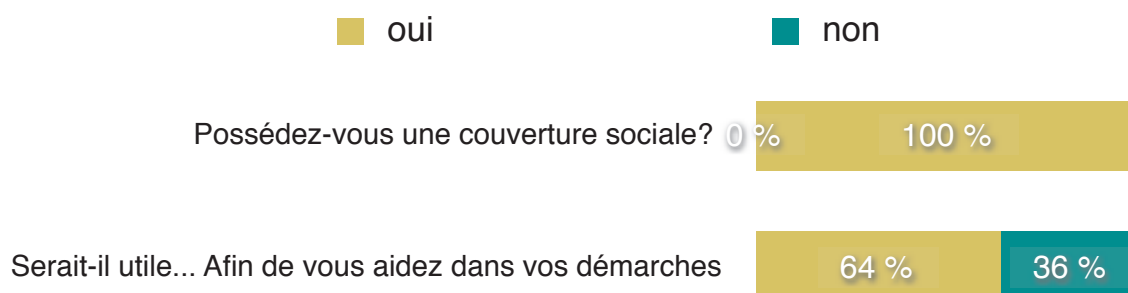 oui non
Possédez-vous une couverture sociale? 0 % 100 %
Serait-il utile... Afin de vous aidez dans vos démarches 64 % 36 %